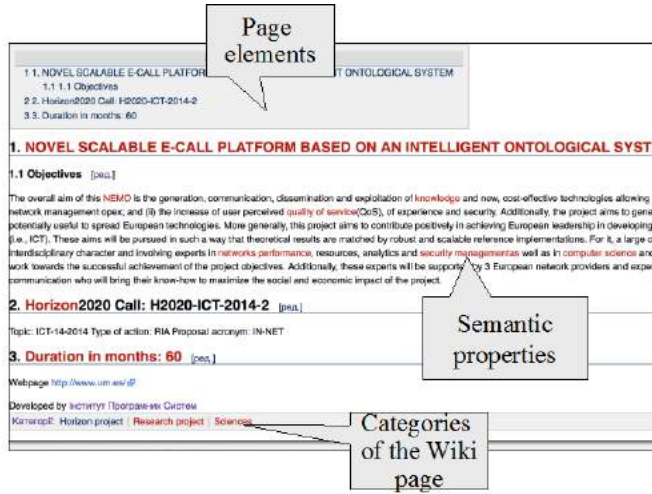 Page
elements
1 1. NOVEL SCALABLE E-CALL PLATFOR NT ONTOLOGICAL SYSTEM
1.1 1.1 Objectives
2 2. Horizon2020 Call: H2020-ICT-2014-2
3 3. Duration in months: 60
1. NOVEL SCALABLE E-CALL PLATFORM BASED ON AN INTELLIGENT ONTOLOGICAL SYST
1.1 Objectives [ред.]
The overall aim of this NEMO is the generation, communication, dissemination and exploitation of knowledge and new, cost-effective technologies allowing
network management opex; and (ii) the increase of user perceived quality of service(QoS), of experience and security. Additionally, the project aims to gene
potentially useful to spread European technologies. More generally, this project aims to contribute positively in achieving European leadership in developing
(i.e., ICT). These aims will be pursued in such a way that theoretical results are matched by robust and scalable reference implementations. For it, a large c
interdisciplinary character and involving experts in networks performance, resources, analytics and security managementas well as in computer science and
work towards the successful achievement of the project objectives. Additionally, these experts will be supporte by 3 European network providers and expe
communication who will bring their know-how to maximize the social and economic impact of the project.
2. Horizon2020 Call: H2020-ICT-2014-2 [ред.]
Topic: ICT-14-2014 Type of action: RIA Proposal acronym: IN-NET
Semantic
properties
3. Duration in months: 60 [ред.]
Webpage http://www.um.es/
Developed by Інститут Програмних Систем
Категорії: Horizon project | Research project | Sciences
Categories
of the Wiki
page